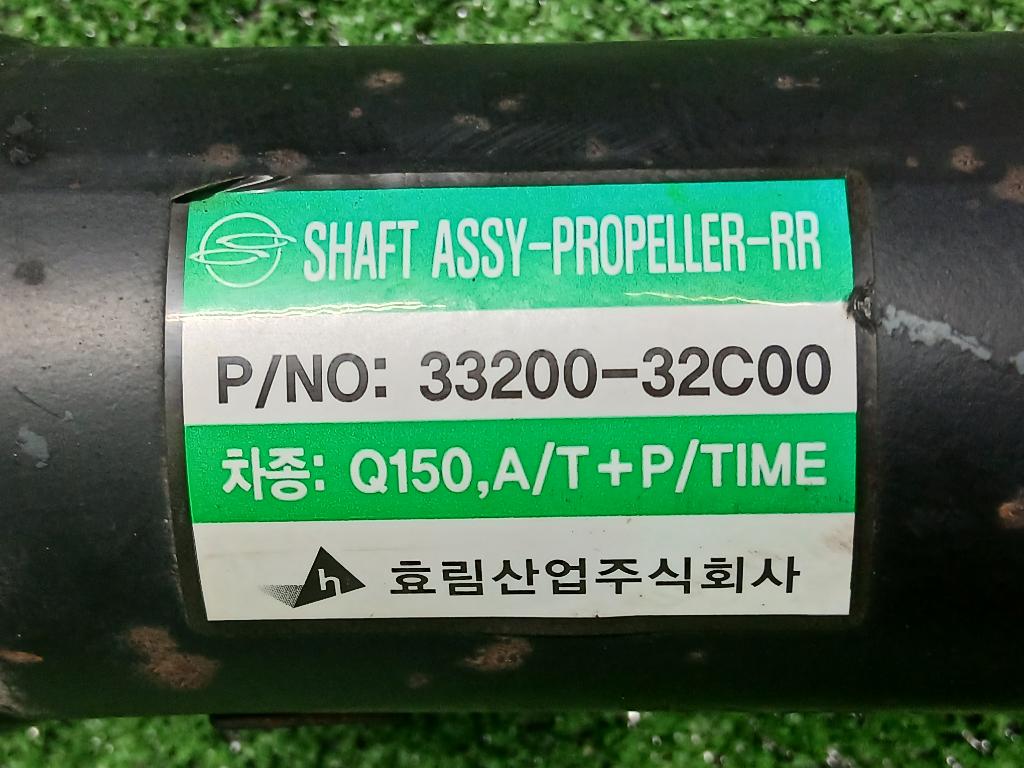 SHAFT ASSY-PROPELLER-RR
P/NO: 33200-32C00
차종: Q150,A/T+P/TIME
h 효림산업주식회사